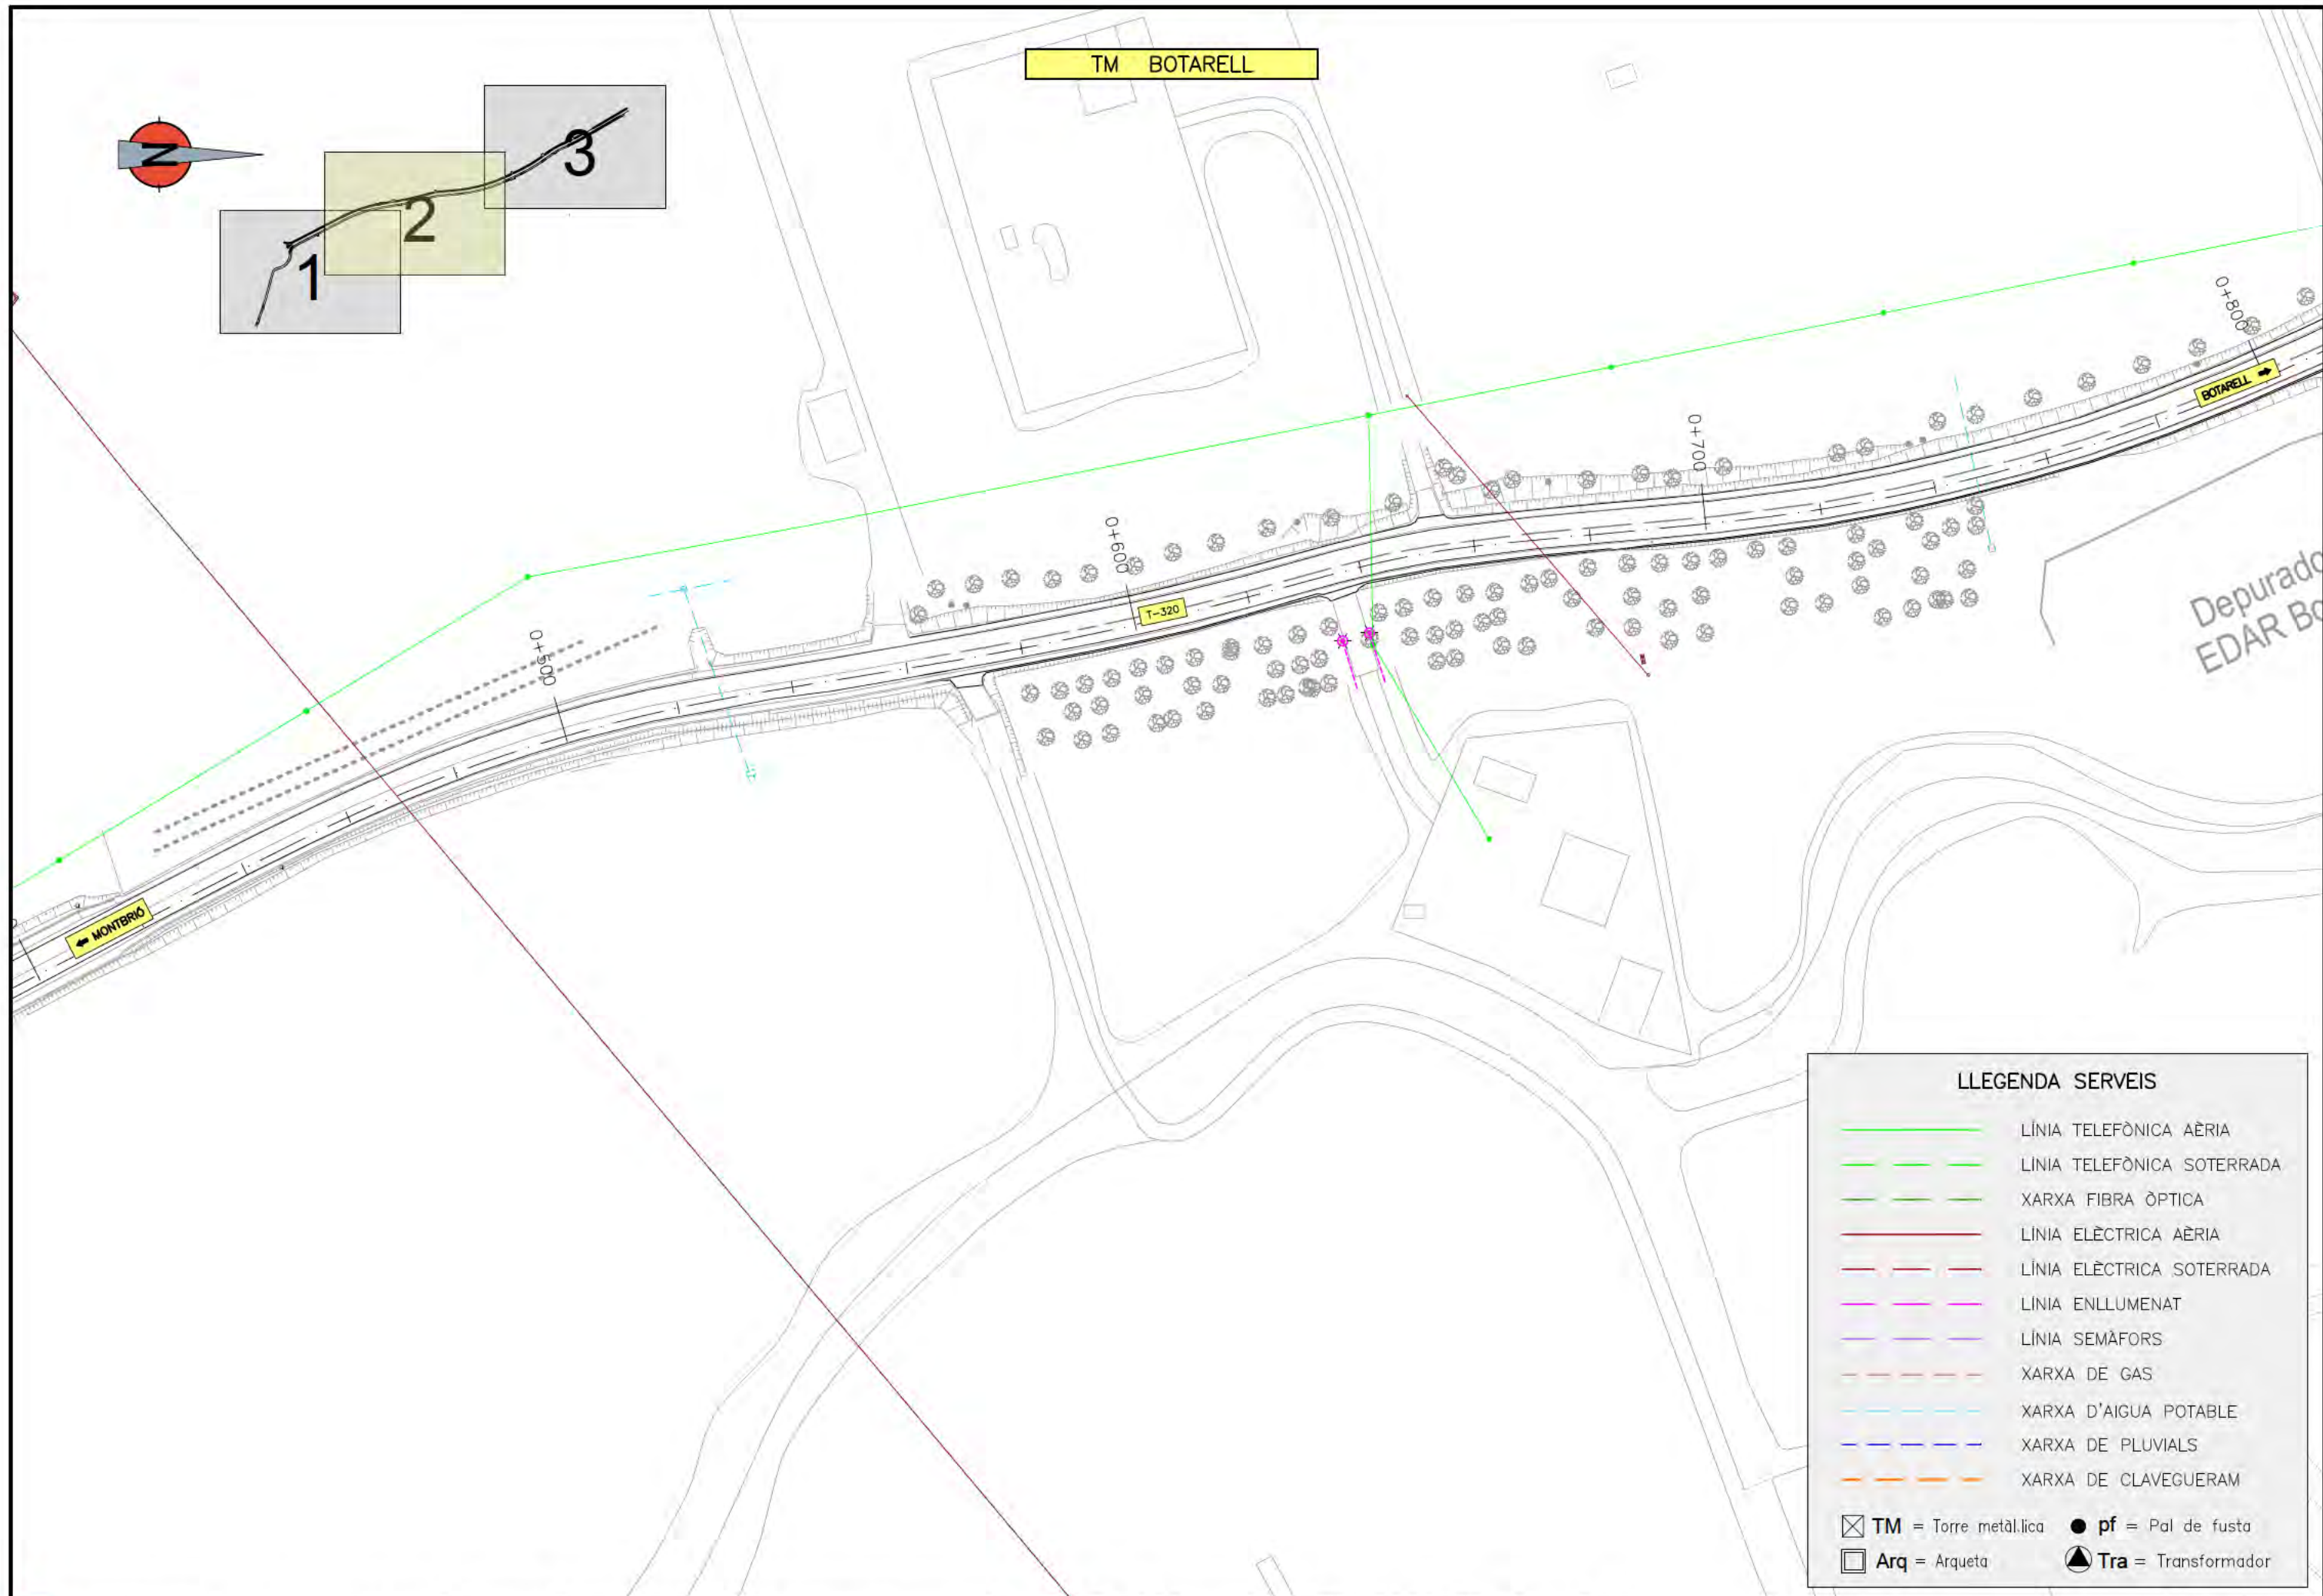 TM BOTARELL
N
3
2
1
0+800
BOTARELL
0+700
0+600
T-320
0+500
MONTBRIÓ
Depurado
EDAR Bo
LLEGENDA SERVEIS
LÍNIA TELEFÒNICA AÈRIA
LÍNIA TELEFÒNICA SOTERRADA
XARXA FIBRA ÒPTICA
LÍNIA ELÈCTRICA AÈRIA
LÍNIA ELÈCTRICA SOTERRADA
LÍNIA ENLLUMENAT
LÍNIA SEMÀFORS
XARXA DE GAS
XARXA D'AIGUA POTABLE
XARXA DE PLUVIALS
XARXA DE CLAVEGUERAM
TM = Torre metàl.lica pf = Pal de fusta
Arq = Arqueta Tra = Transformador